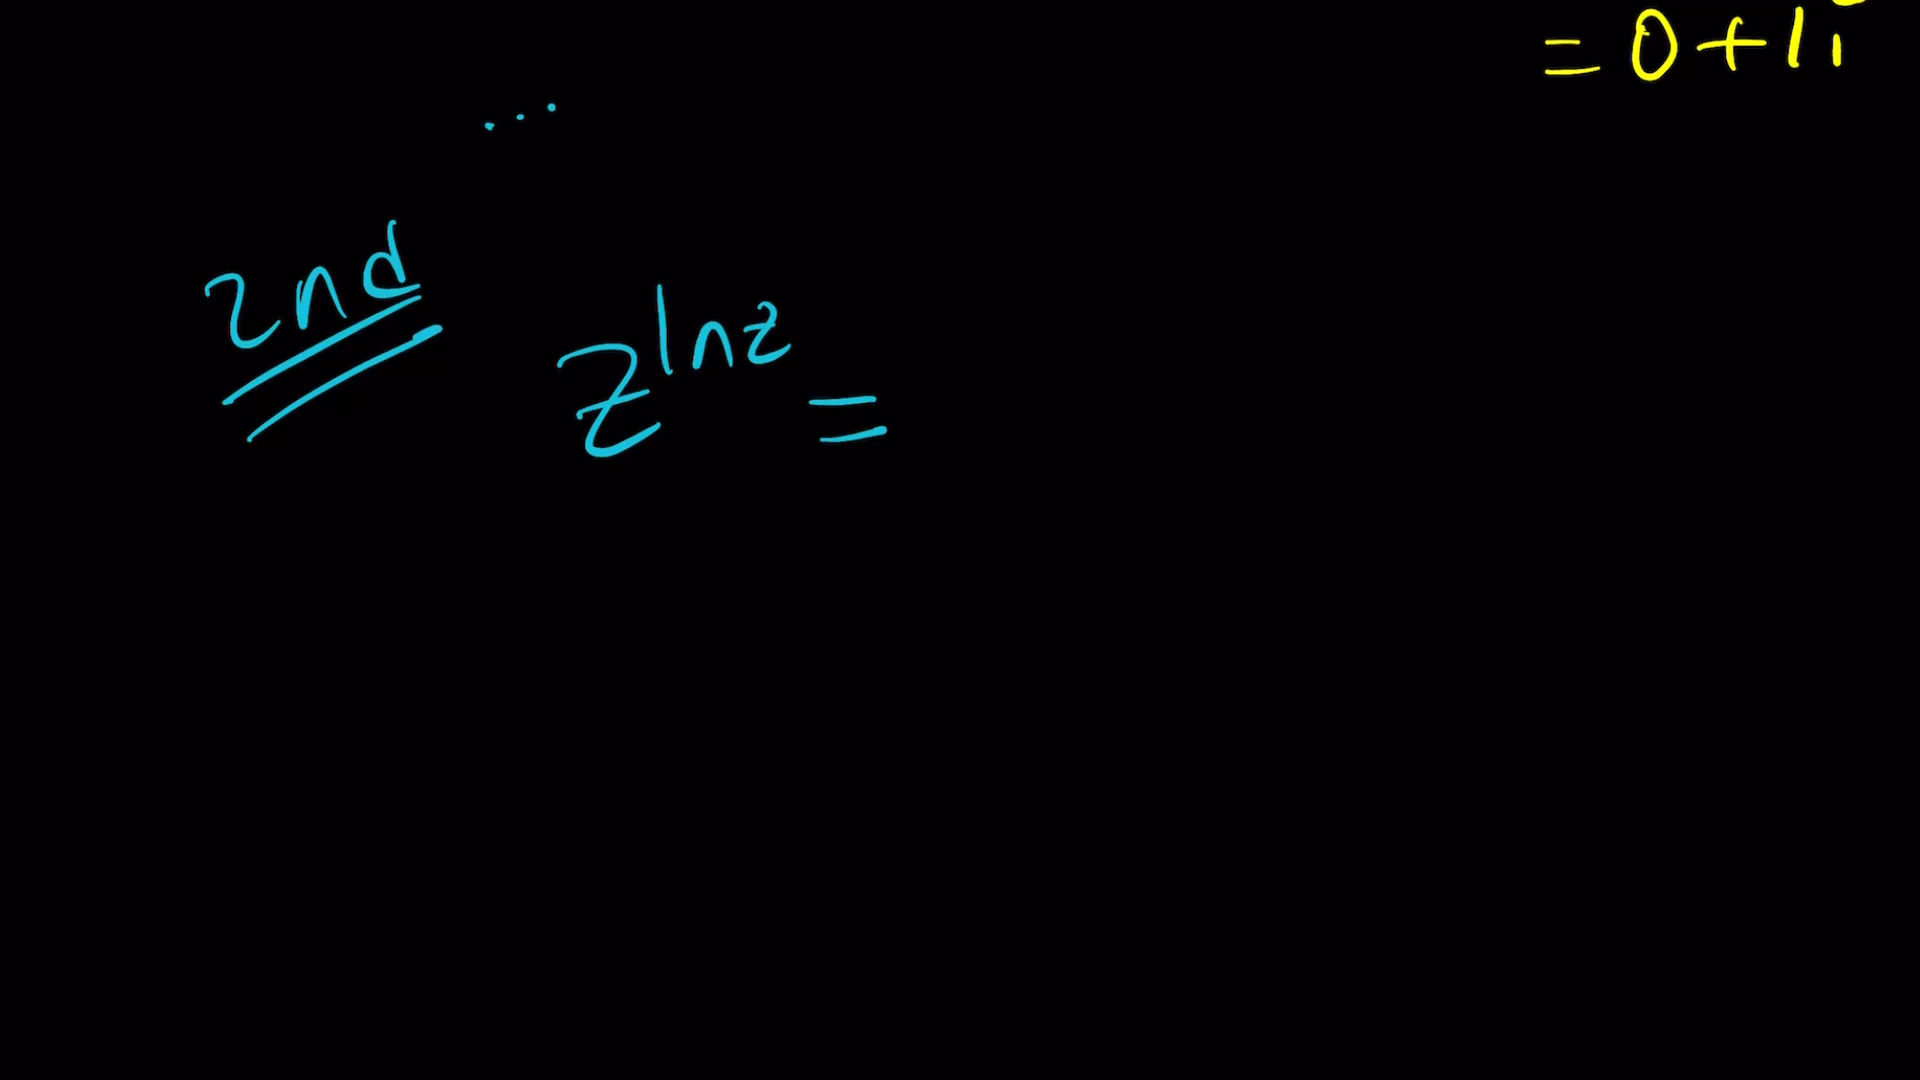 = 0 + 1i
...
2nd
z^ln z =